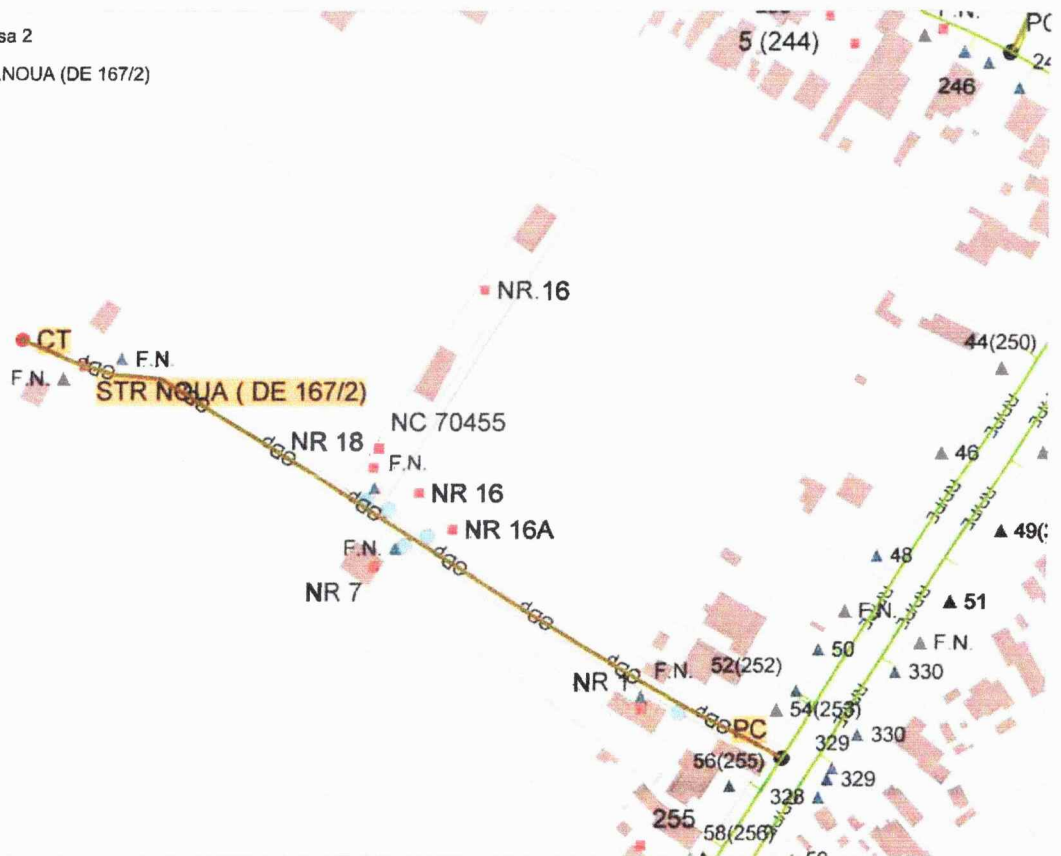 sa 2
NOUA (DE 167/2)
5 (244)
F.N.
PC
246
NR.16
CT
F.N.
F.N.
STR NOUA ( DE 167/2)
NC 70455
NR 18
F.N.
NR 16
NR 16A
F.N.
NR 7
44(250)
46
48
49(
51
F.N.
F.N.
50
330
52(252)
F.N.
NR 1
54(253)
PC
329
330
56(255)
329
328
255
58(256)